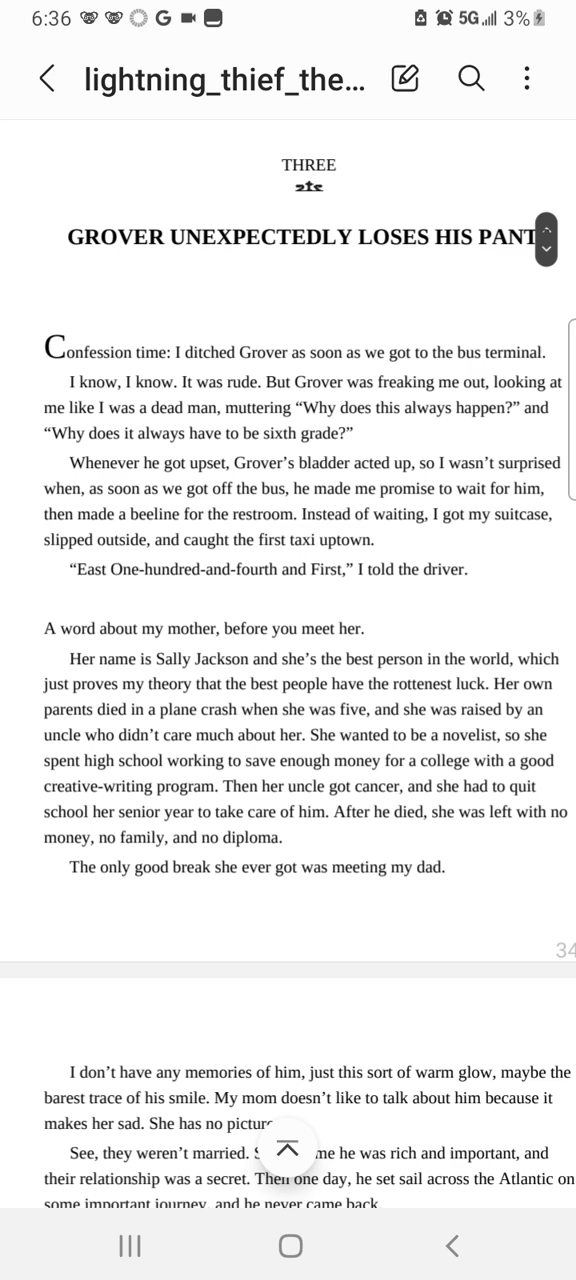 6:36 G 5G 3%
lightning_thief_the...
THREE
GROVER UNEXPECTEDLY LOSES HIS PANT
Confession time: I ditched Grover as soon as we got to the bus terminal.
I know, I know. It was rude. But Grover was freaking me out, looking at
me like I was a dead man, muttering “Why does this always happen?” and
“Why does it always have to be sixth grade?”
Whenever he got upset, Grover’s bladder acted up, so I wasn’t surprised
when, as soon as we got off the bus, he made me promise to wait for him,
then made a beeline for the restroom. Instead of waiting, I got my suitcase,
slipped outside, and caught the first taxi uptown.
“East One-hundred-and-fourth and First,” I told the driver.
A word about my mother, before you meet her.
Her name is Sally Jackson and she’s the best person in the world, which
just proves my theory that the best people have the rottenest luck. Her own
parents died in a plane crash when she was five, and she was raised by an
uncle who didn’t care much about her. She wanted to be a novelist, so she
spent high school working to save enough money for a college with a good
creative-writing program. Then her uncle got cancer, and she had to quit
school her senior year to take care of him. After he died, she was left with no
money, no family, and no diploma.
The only good break she ever got was meeting my dad.
34
I don’t have any memories of him, just this sort of warm glow, maybe the
barest trace of his smile. My mom doesn’t like to talk about him because it
makes her sad. She has no
See, they weren’t married. me he was rich and important, and
their relationship was a secret. Then one day, he set sail across the Atlantic on
some important journey, and he never came back.